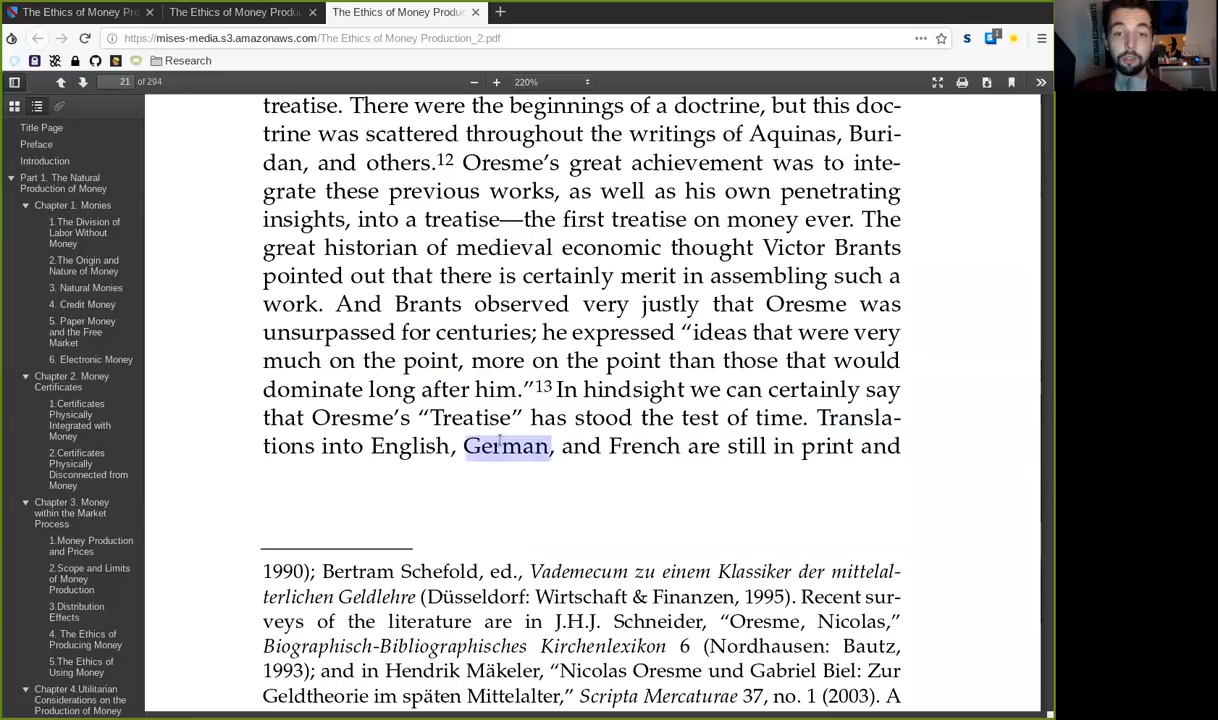 The Ethics of Money Pro
The Ethics of Money Produc
The Ethics of Money Produc
https://mises-media.s3.amazonaws.com/The Ethics of Money Production_2.pdf
S
1
Research
21 of 294
220%
Title Page
Preface
Introduction
Part 1. The Natural
Production of Money
Chapter 1. Monies
1.The Division of
Labor Without
Money
2.The Origin and
Nature of Money
3. Natural Monies
4. Credit Money
5. Paper Money
and the Free
Market
6. Electronic Money
Chapter 2. Money
Certificates
1.Certificates
Physically
Integrated with
Money
2.Certificates
Physically
Disconnected from
Money
Chapter 3. Money
within the Market
Process
1.Money Production
and Prices
2.Scope and Limits
of Money
Production
3.Distribution
Effects
4. The Ethics of
Producing Money
5.The Ethics of
Using Money
Chapter 4.Utilitarian
Considerations on the
Production of Money
treatise. There were the beginnings of a doctrine, but this doc-
trine was scattered throughout the writings of Aquinas, Buri-
dan, and others.12 Oresme’s great achievement was to inte-
grate these previous works, as well as his own penetrating
insights, into a treatise—the first treatise on money ever. The
great historian of medieval economic thought Victor Brants
pointed out that there is certainly merit in assembling such a
work. And Brants observed very justly that Oresme was
unsurpassed for centuries; he expressed “ideas that were very
much on the point, more on the point than those that would
dominate long after him.”13 In hindsight we can certainly say
that Oresme’s “Treatise” has stood the test of time. Transla-
tions into English, German, and French are still in print and
1990); Bertram Schefold, ed., Vademecum zu einem Klassiker der mittelal-
terlichen Geldlehre (Düsseldorf: Wirtschaft & Finanzen, 1995). Recent sur-
veys of the literature are in J.H.J. Schneider, “Oresme, Nicolas,”
Biographisch-Bibliographisches Kirchenlexikon 6 (Nordhausen: Bautz,
1993); and in Hendrik Mäkeler, “Nicolas Oresme und Gabriel Biel: Zur
Geldtheorie im späten Mittelalter,” Scripta Mercaturae 37, no. 1 (2003). A